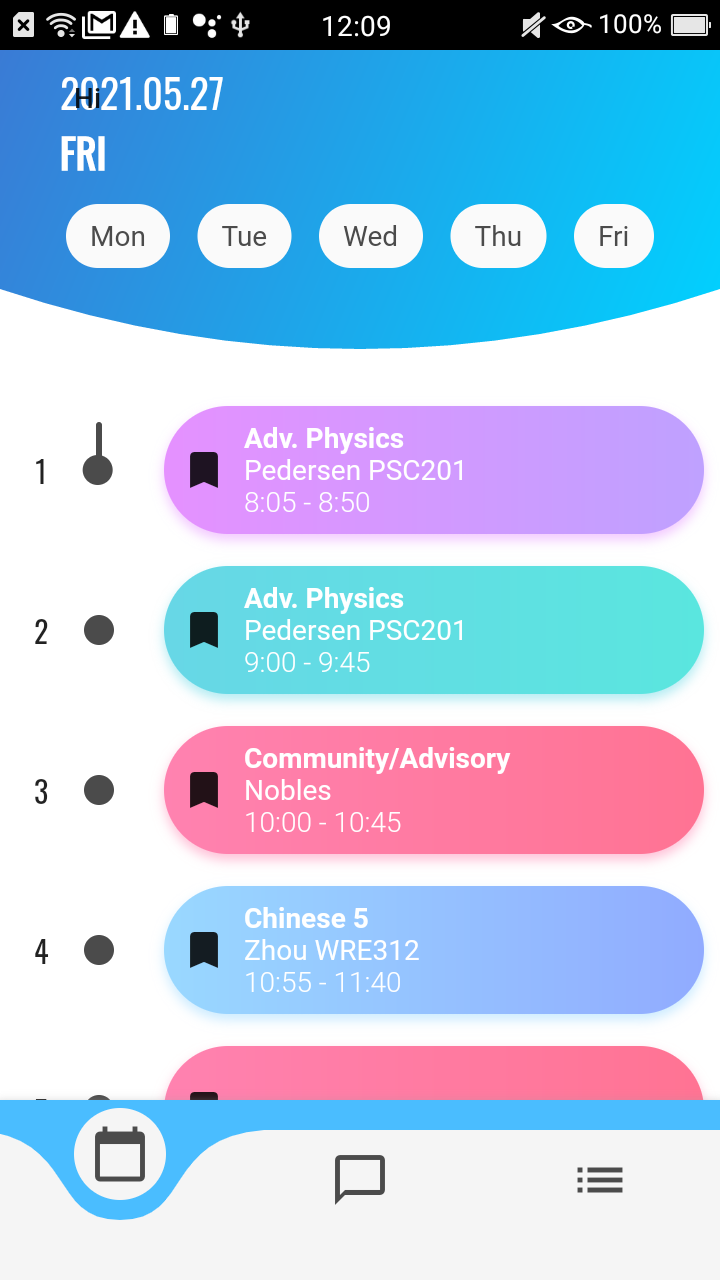 12:09
100%
2021.05.27
Hi
FRI
Mon Tue Wed Thu Fri
1
Adv. Physics
Pedersen PSC201
8:05 - 8:50
2
Adv. Physics
Pedersen PSC201
9:00 - 9:45
3
Community/Advisory
Nobles
10:00 - 10:45
4
Chinese 5
Zhou WRE312
10:55 - 11:40